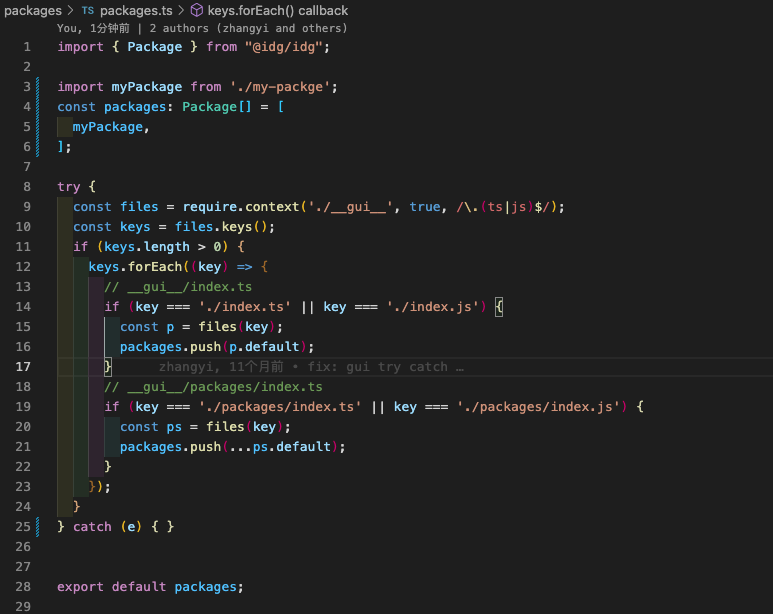 packages > TS packages.ts > keys.forEach() callback
You, 1分钟前 | 2 authors (zhangyi and others)
1 import { Package } from "@idg/idg";
2
3 import myPackage from './my-packge';
4 const packages: Package[] = [
5   myPackage,
6 ];
7
8 try {
9   const files = require.context('./__gui__', true, /\.(ts|js)$/);
10   const keys = files.keys();
11   if (keys.length > 0) {
12     keys.forEach((key) => {
13       // __gui__/index.ts
14       if (key === './index.ts' || key === './index.js') {
15         const p = files(key);
16         packages.push(p.default);
17       }      zhangyi, 11个月前 • fix: gui try catch …
18       // __gui__/packages/index.ts
19       if (key === './packages/index.ts' || key === './packages/index.js') {
20         const ps = files(key);
21         packages.push(...ps.default);
22       }
23     });
24   }
25 } catch (e) { }
26
27
28 export default packages;
29